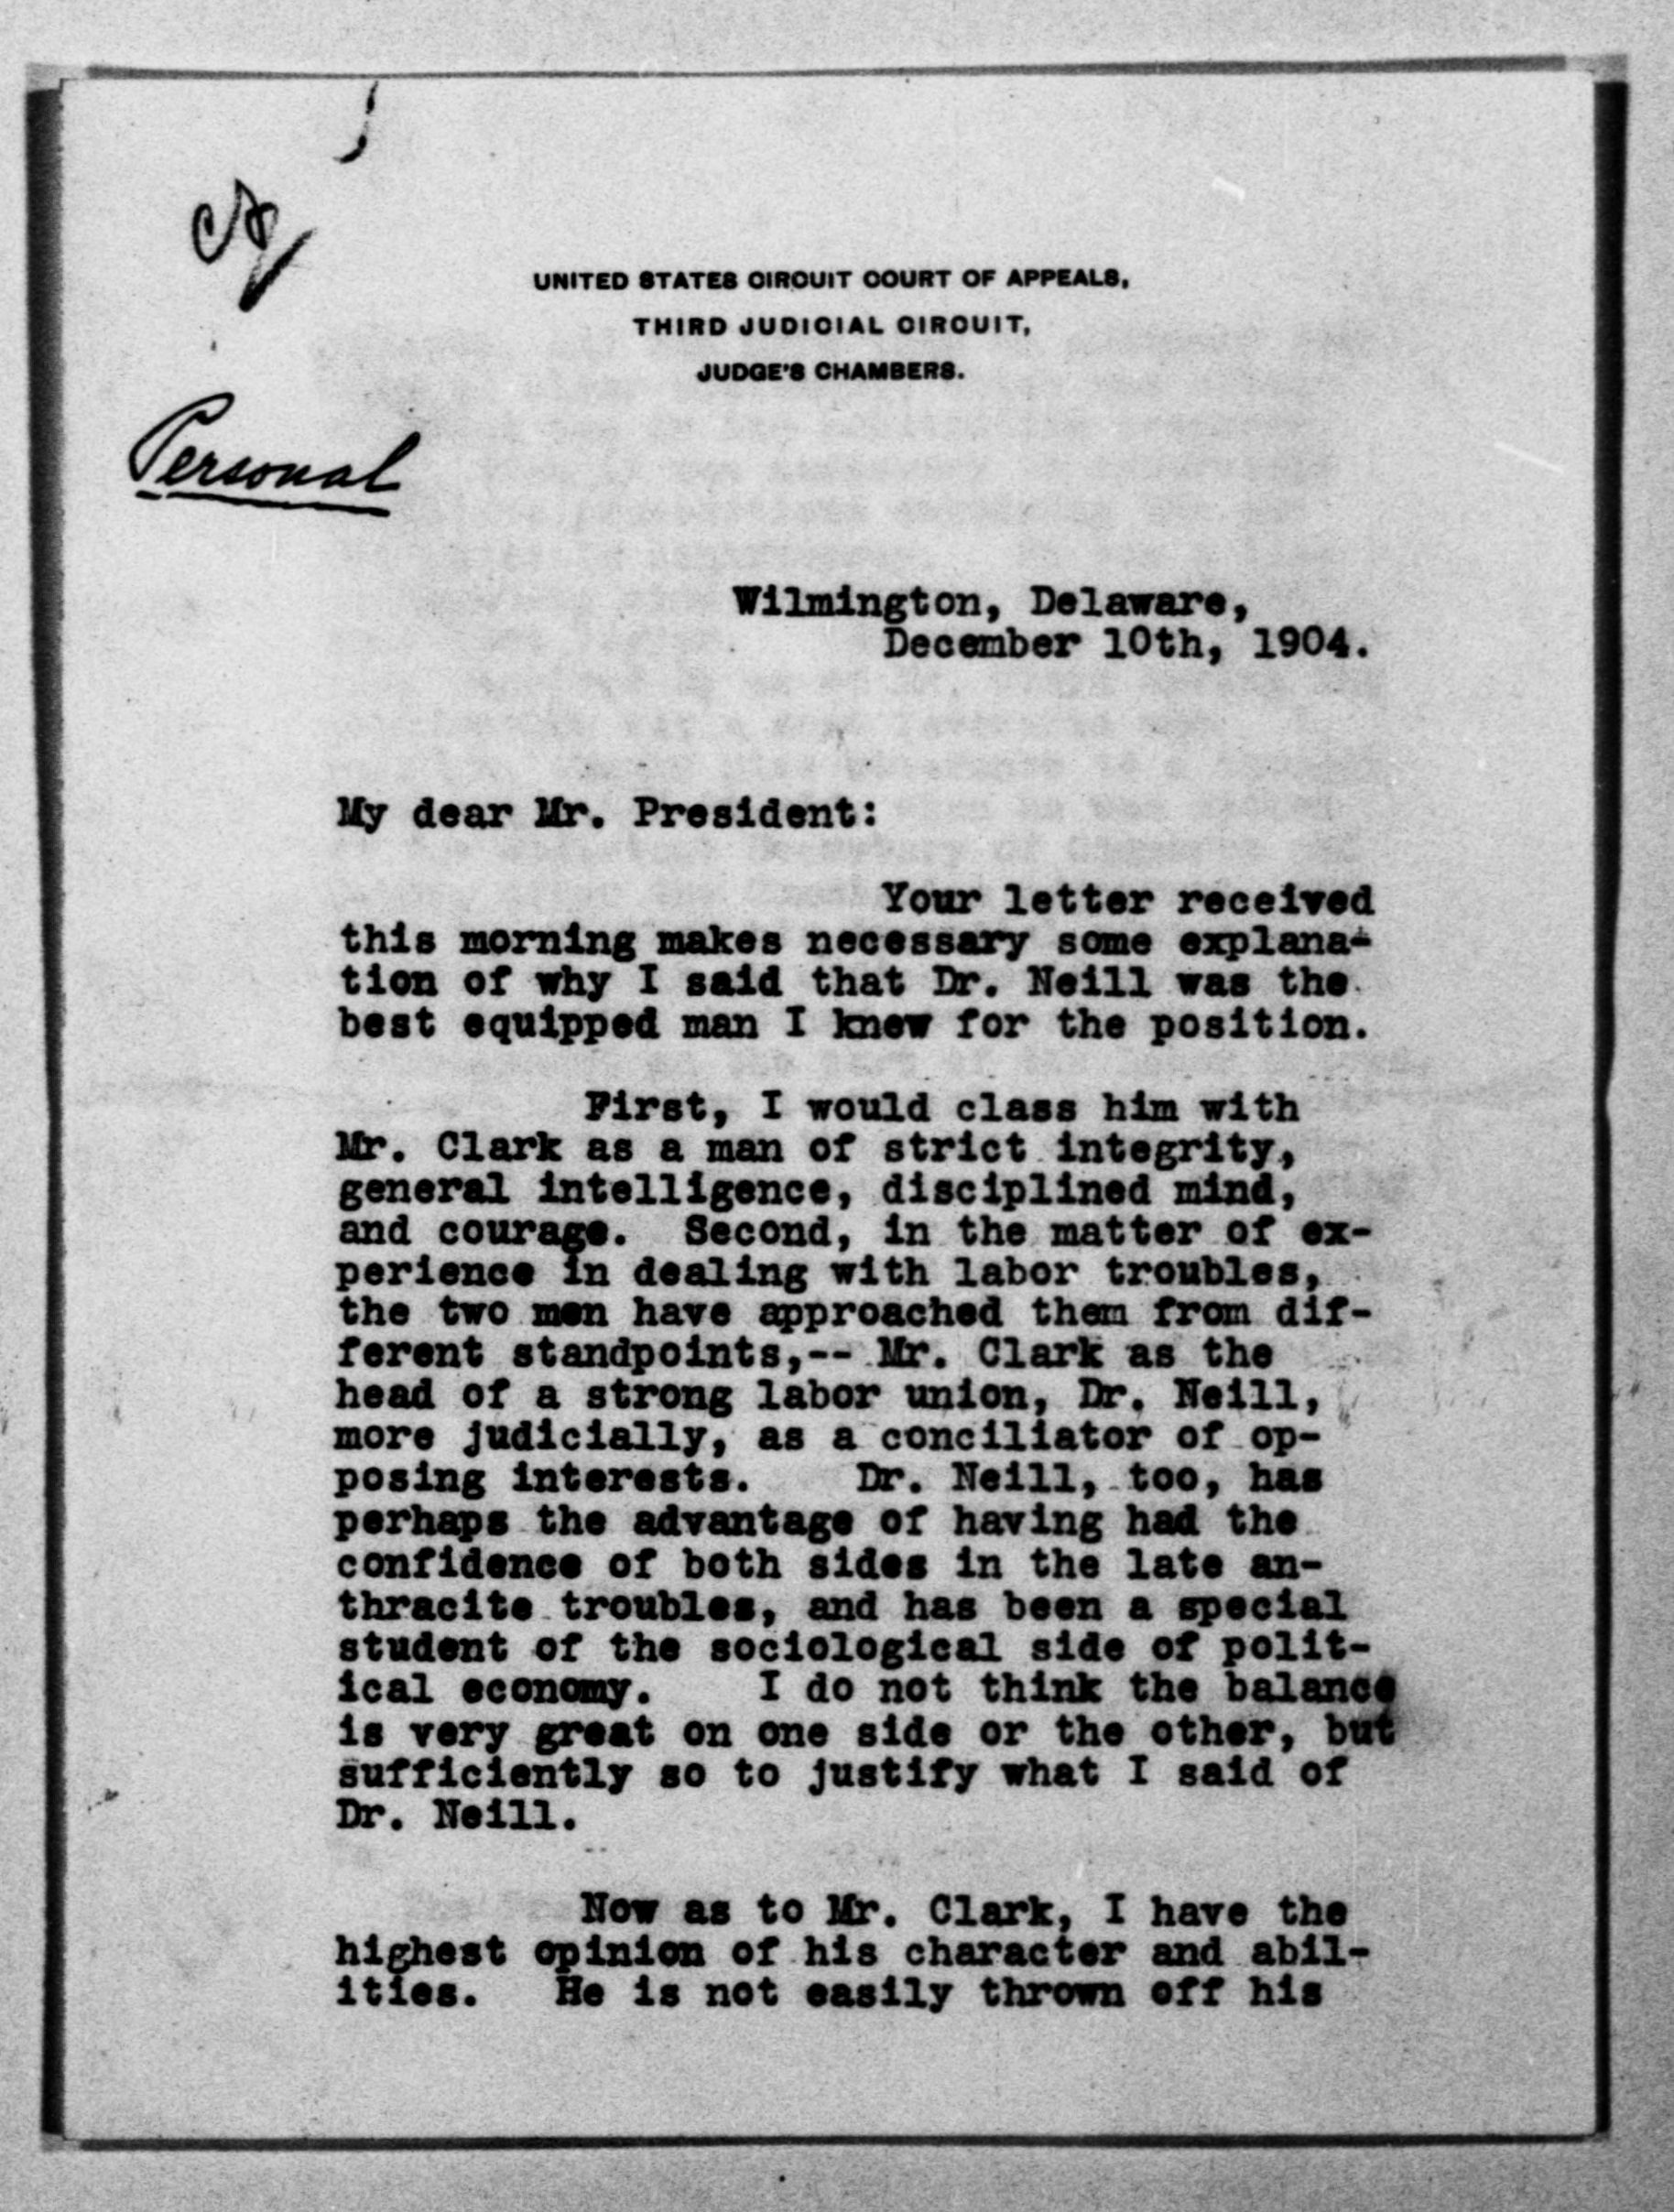 UNITED STATES CIRCUIT COURT OF APPEALS,
THIRD JUDICIAL CIRCUIT,
JUDGE'S CHAMBERS.
Personal
Wilmington, Delaware,
December 10th, 1904.
My dear Mr. President:
Your letter received
this morning makes necessary some explana-
tion of why I said that Dr. Neill was the
best equipped man I knew for the position.
First, I would class him with
Mr. Clark as a man of strict integrity,
general intelligence, disciplined mind,
and courage. Second, in the matter of ex-
perience in dealing with labor troubles,
the two men have approached them from dif-
ferent standpoints,-- Mr. Clark as the
head of a strong labor union, Dr. Neill,
more judicially, as a conciliator of op-
posing interests. Dr. Neill, too, has
perhaps the advantage of having had the
confidence of both sides in the late an-
thracite troubles, and has been a special
student of the sociological side of polit-
ical economy. I do not think the balance
is very great on one side or the other, but
sufficiently so to justify what I said of
Dr. Neill.
Now as to Mr. Clark, I have the
highest opinion of his character and abil-
ities. He is not easily thrown off his